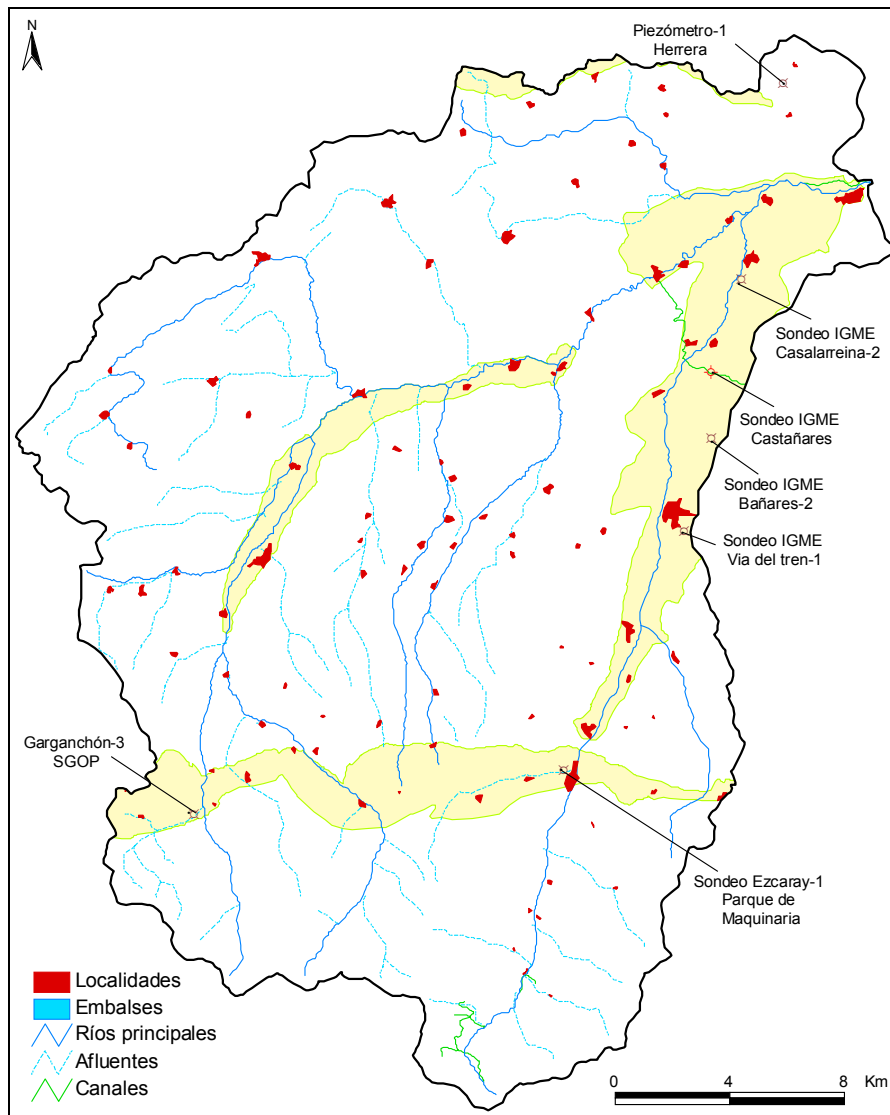 N
Piezómetro-1
Herrera
Sondeo IGME
Casalarreina-2
Sondeo IGME
Castañares
Sondeo IGME
Bañares-2
Sondeo IGME
Via del tren-1
Garganchón-3
SGOP
Sondeo Ezcaray-1
Parque de
Maquinaria
Localidades
Embalses
Ríos principales
Afluentes
Canales
0 4 8 Km